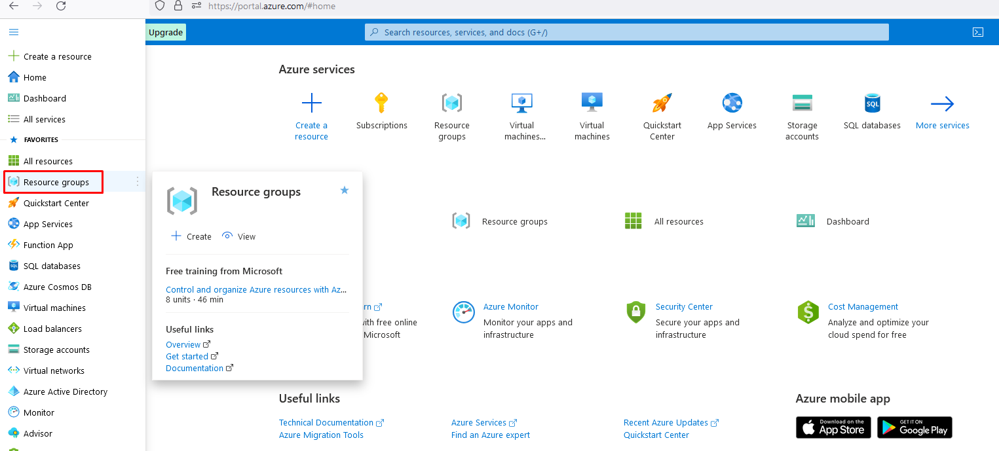 https://portal.azure.com/#home
Upgrade
Search resources, services, and docs (G+/)
Create a resource
Home
Dashboard
All services
FAVORITES
All resources
Resource groups
Quickstart Center
App Services
Function App
SQL databases
Azure Cosmos DB
Virtual machines
Load balancers
Storage accounts
Virtual networks
Azure Active Directory
Monitor
Advisor
Azure services
Create a
resource
Subscriptions
Resource
groups
Virtual
machines...
Virtual
machines
Quickstart
Center
App Services
Storage
accounts
SQL
SQL databases
More services
Resource groups
Create
View
Free training from Microsoft
Control and organize Azure resources with Az...
8 units · 46 min
Useful links
Overview
Get started
Documentation
Resource groups
All resources
Dashboard
rn
with free online
Microsoft
Azure Monitor
Monitor your apps and
infrastructure
Security Center
Secure your apps and
infrastructure
Cost Management
Analyze and optimize your
cloud spend for free
Useful links
Technical Documentation
Azure Migration Tools
Azure Services
Find an Azure expert
Recent Azure Updates
Quickstart Center
Azure mobile app
Download on the
App Store
GET IT ON
Google Play